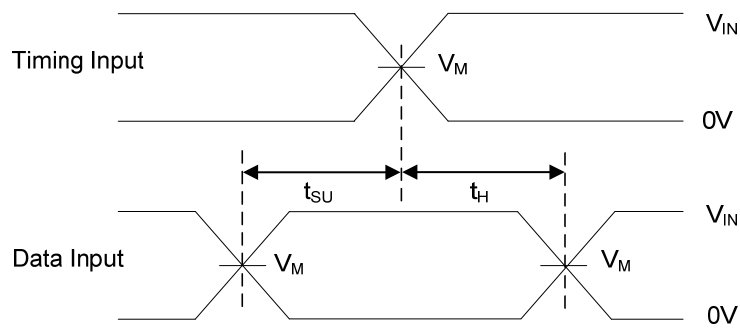 V_IN
Timing Input
V_M
0V
t_SU
t_H
V_IN
Data Input
V_M
V_M
0V